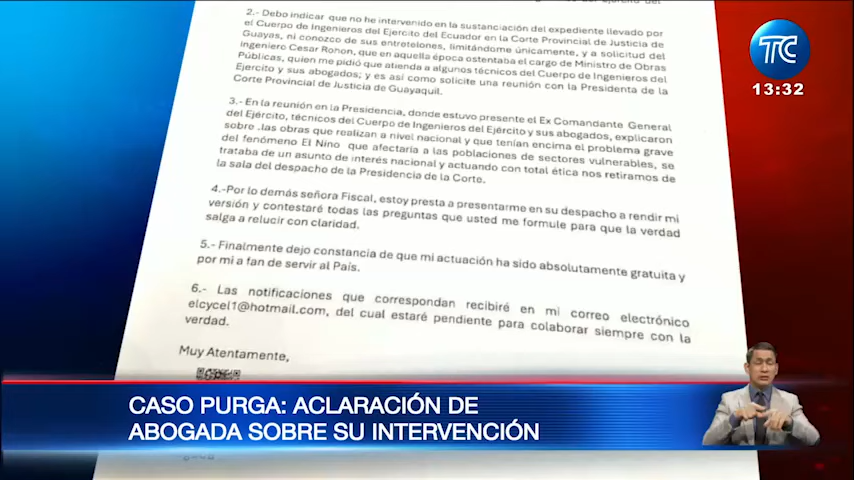 2.- Debo indicar que no he intervenido en la sustanciación del expediente llevado por
el Cuerpo de Ingenieros del Ejercito del Ecuador en la Corte Provincial de Justicia de
Guayas, ni conozco de sus entretelones, limitándome únicamente, y a solicitud del
Ingeniero Cesar Rohon, que en aquella época ostentaba el cargo de Ministro de Obras
Públicas, quien me pidió que atienda a algunos técnicos del Cuerpo de Ingenieros del
Ejercito y sus abogados; y es así como solicite una reunión con la Presidenta de la
Corte Provincial de Justicia de Guayaquil.
3.- En la reunión en la Presidencia, donde estuvo presente el Ex Comandante General
del Ejército, técnicos del Cuerpo de Ingenieros del Ejército y sus abogados, explicaron
sobre las obras que realizan a nivel nacional y que tenían encima el problema grave
del fenómeno El Nino que afectaría a las poblaciones de sectores vulnerables, se
trataba de un asunto de interés nacional y actuando con total ética nos retiramos de
la sala del despacho de la Presidencia de la Corte.
4.-Por lo demás señora Fiscal, estoy presta a presentarme en su despacho a rendir mi
versión y contestaré todas las preguntas que usted me formule para que la verdad
salga a relucir con claridad.
5.- Finalmente dejo constancia de que mi actuación ha sido absolutamente gratuita y
por mi a fan de servir al País.
6.- Las notificaciones que correspondan recibiré en mi correo electrónico
elcycel1@hotmail.com, del cual estaré pendiente para colaborar siempre con la
verdad.
Muy Atentamente,
TC
13:32
CASO PURGA: ACLARACIÓN DE
ABOGADA SOBRE SU INTERVENCIÓN